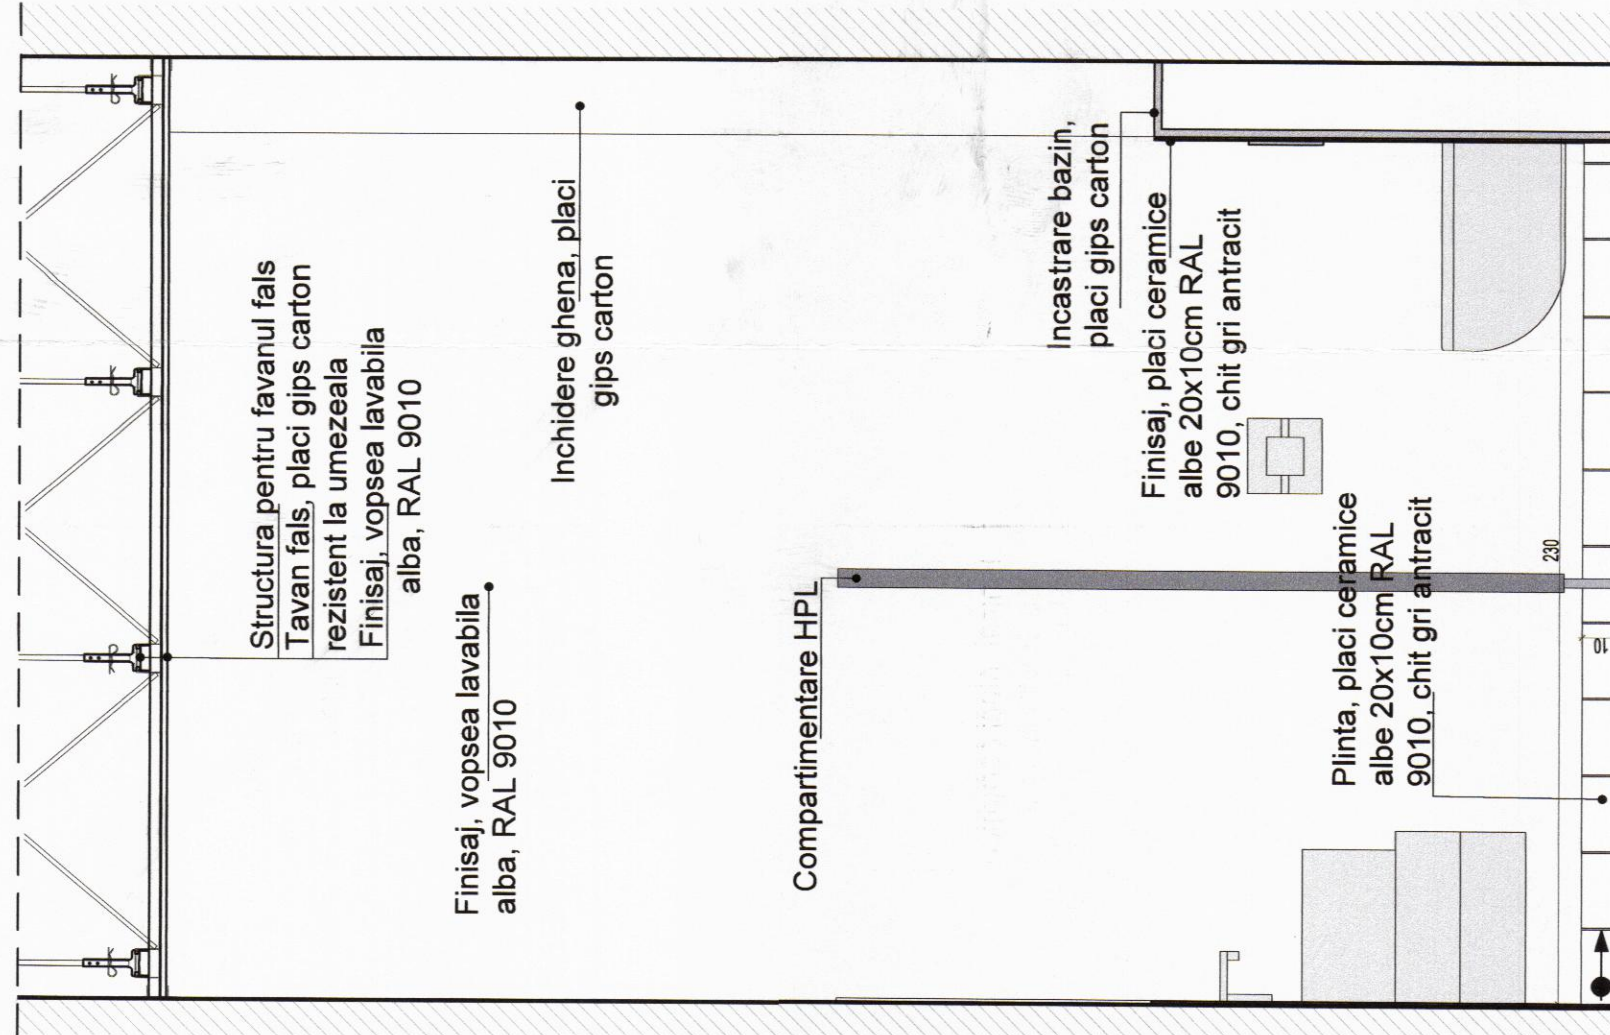 Structura pentru favanul fals
Tavan fals, placi gips carton
rezistent la umezeala
Finisaj, vopsea lavabila
alba, RAL 9010
Inchidere ghena, placi
gips carton
Finisaj, vopsea lavabila
alba, RAL 9010
Compartimentare HPL
Incastrare bazin,
placi gips carton
Finisaj, placi ceramice
albe 20x10cm RAL
9010, chit gri antracit
Plinta, placi ceramice
albe 20x10cm RAL
9010, chit gri antracit
230
10